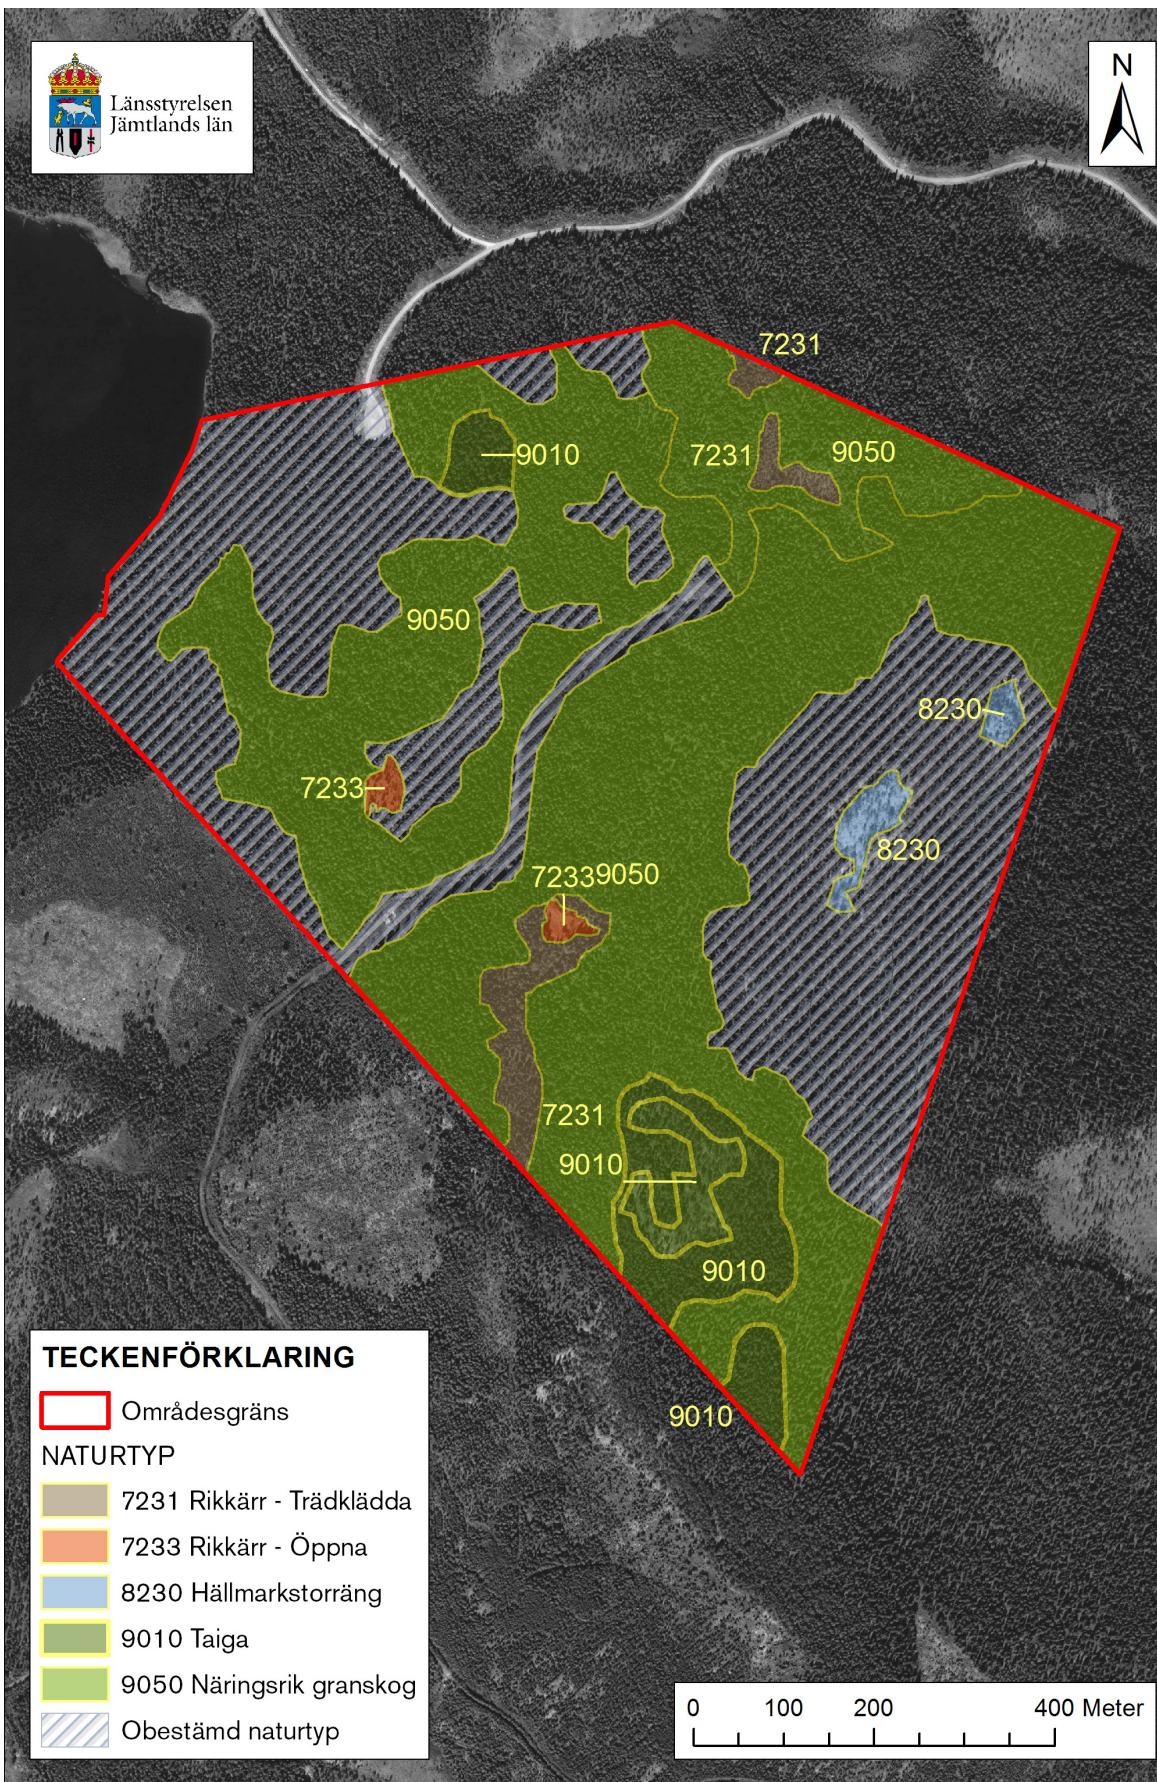 Länsstyrelsen
Jämtlands län
N
7231
9010
7231
9050
9050
8230
7233
8230
7233
9050
7231
9010
9010
9010
TECKENFÖRKLARING
Områdesgräns
NATURTYP
7231 Rikkärr - Trädklädda
7233 Rikkärr - Öppna
8230 Hällmarkstorräng
9010 Taiga
9050 Näringsrik granskog
Obestämd naturtyp
0 100 200 400 Meter